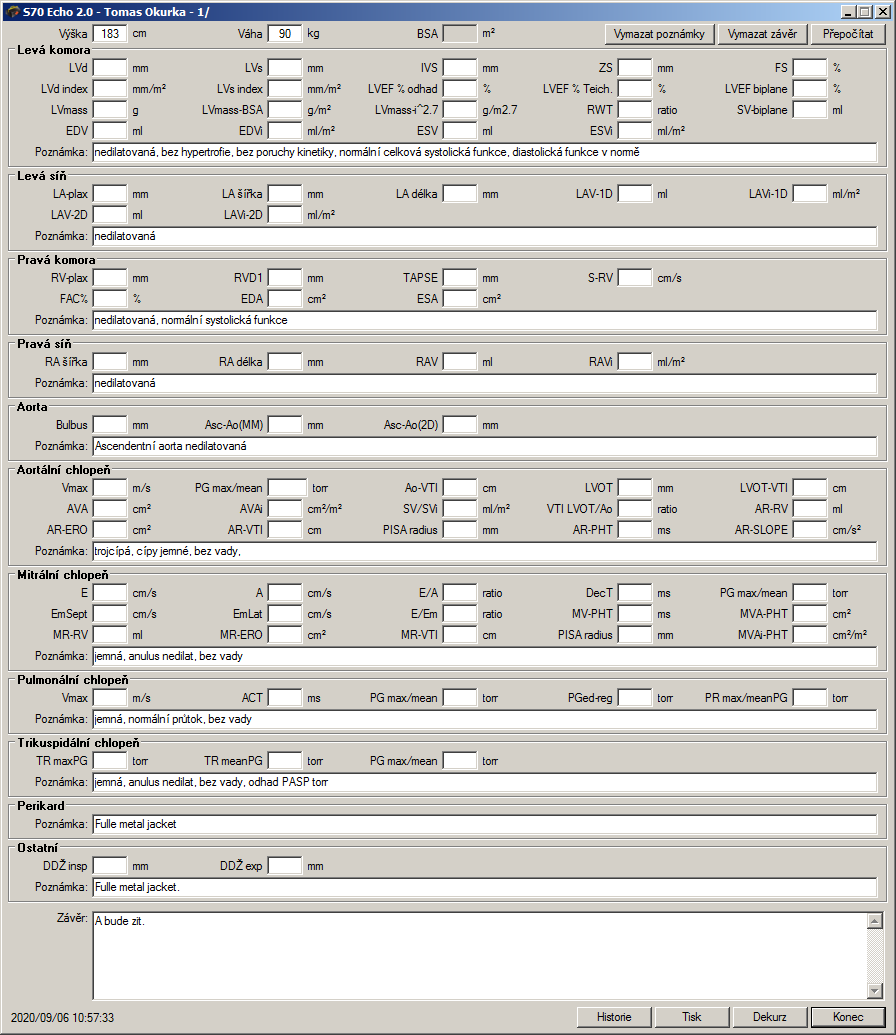 S70 Echo 2.0 - Tomas Okurka - 1/
Výška 183 cm Váha 90 kg BSA m² Vymazat poznámky Vymazat závěr Přepočítat
Levá komora
LVd mm LVs mm IVS mm ZS mm FS %
LVd index mm/m² LVs index mm/m² LVEF % odhad % LVEF % Teich. % LVEF biplane %
LVmass g LVmass-BSA g/m² LVmass-i^2.7 g/m2.7 RWT ratio SV-biplane ml
EDV ml EDVi ml/m² ESV ml ESVi ml/m²
Poznámka: nedilatovaná, bez hypertrofie, bez poruchy kinetiky, normální celková systolická funkce, diastolická funkce v normě
Levá síň
LA-plax mm LA šířka mm LA délka mm LAV-1D ml LAVi-1D ml/m²
LAV-2D ml LAVi-2D ml/m²
Poznámka: nedilatovaná
Pravá komora
RV-plax mm RVD1 mm TAPSE mm S-RV cm/s
FAC% % EDA cm² ESA cm²
Poznámka: nedilatovaná, normální systolická funkce
Pravá síň
RA šířka mm RA délka mm RAV ml RAVi ml/m²
Poznámka: nedilatovaná
Aorta
Bulbus mm Asc-Ao(MM) mm Asc-Ao(2D) mm
Poznámka: Ascendentní aorta nedilatovaná
Aortální chlopeň
Vmax m/s PG max/mean torr Ao-VTI cm LVOT mm LVOT-VTI cm
AVA cm² AVAi cm²/m² SV/SVi ml/m² VTI LVOT/Ao ratio AR-RV ml
AR-ERO cm² AR-VTI cm PISA radius mm AR-PHT ms AR-SLOPE cm/s²
Poznámka: trojcípá, cípy jemné, bez vady,
Mitrální chlopeň
E cm/s A cm/s E/A ratio DecT ms PG max/mean torr
EmSept cm/s EmLat cm/s E/Em ratio MV-PHT ms MVA-PHT cm²
MR-RV ml MR-ERO cm² MR-VTI cm PISA radius mm MVAi-PHT cm²/m²
Poznámka: jemná, anulus nedilat, bez vady
Pulmonální chlopeň
Vmax m/s ACT ms PG max/mean torr PGed-reg torr PR max/meanPG torr
Poznámka: jemná, normální průtok, bez vady
Trikuspidální chlopeň
TR maxPG torr TR meanPG torr PG max/mean torr
Poznámka: jemná, anulus nedilat, bez vady, odhad PASP torr
Perikard
Poznámka: Fulle metal jacket
Ostatní
DDŽ insp mm DDŽ exp mm
Poznámka: Fulle metal jacket.
Závěr: A bude zit.
2020/09/06 10:57:33 Historie Tisk Dekurz Konec